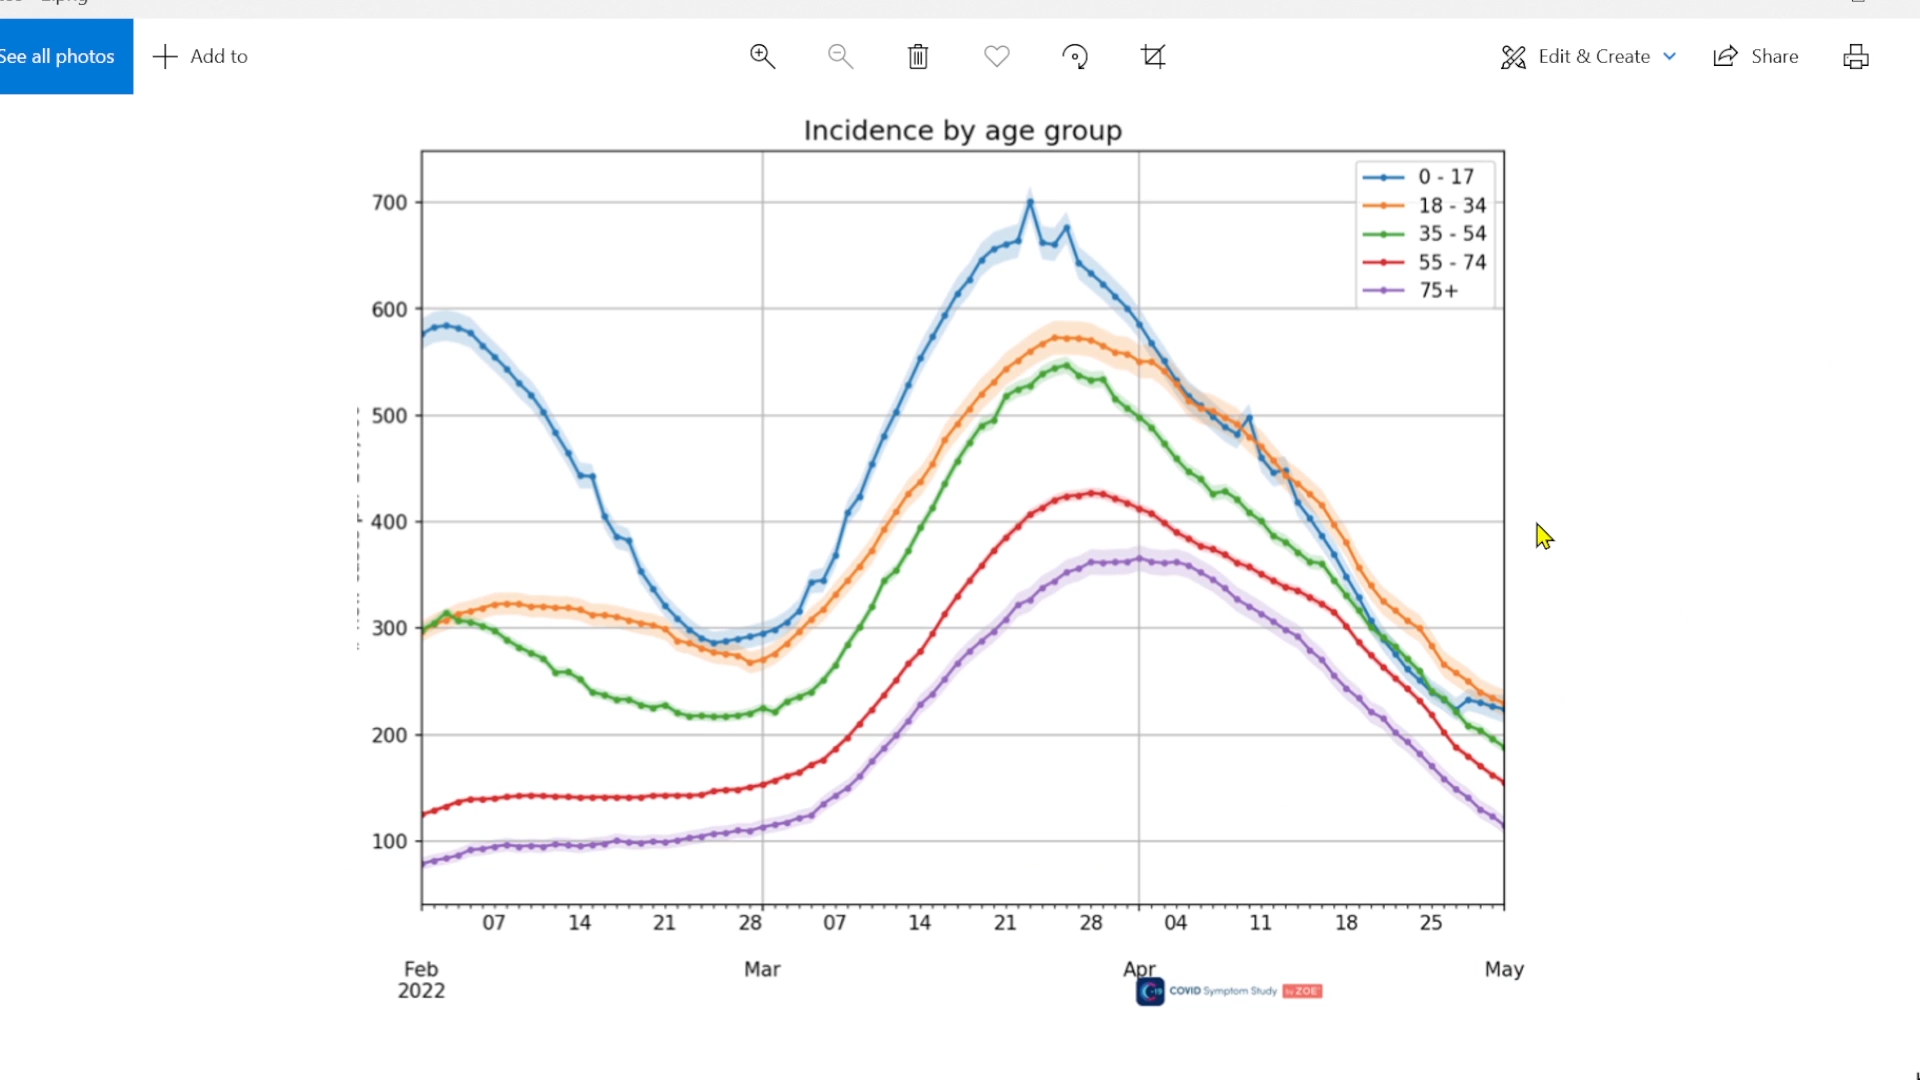 See all photos
Add to
Edit & Create
Share
Incidence by age group
0 - 17
18 - 34
35 - 54
55 - 74
75+
700
600
500
400
300
200
100
07 14 21 28 07 14 21 28 04 11 18 25
Feb Mar Apr May
2022
COVID Symptom Study by ZOE